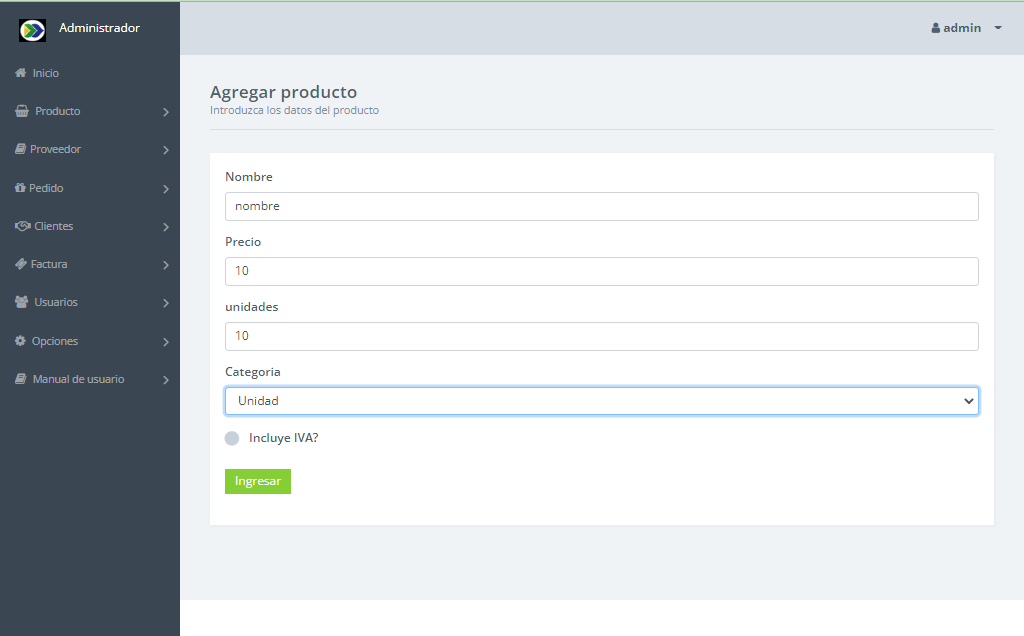 Administrador
admin
Inicio
Producto
Proveedor
Pedido
Clientes
Factura
Usuarios
Opciones
Manual de usuario
Agregar producto
Introduzca los datos del producto
Nombre
nombre
Precio
10
unidades
10
Categoria
Unidad
Incluye IVA?
Ingresar